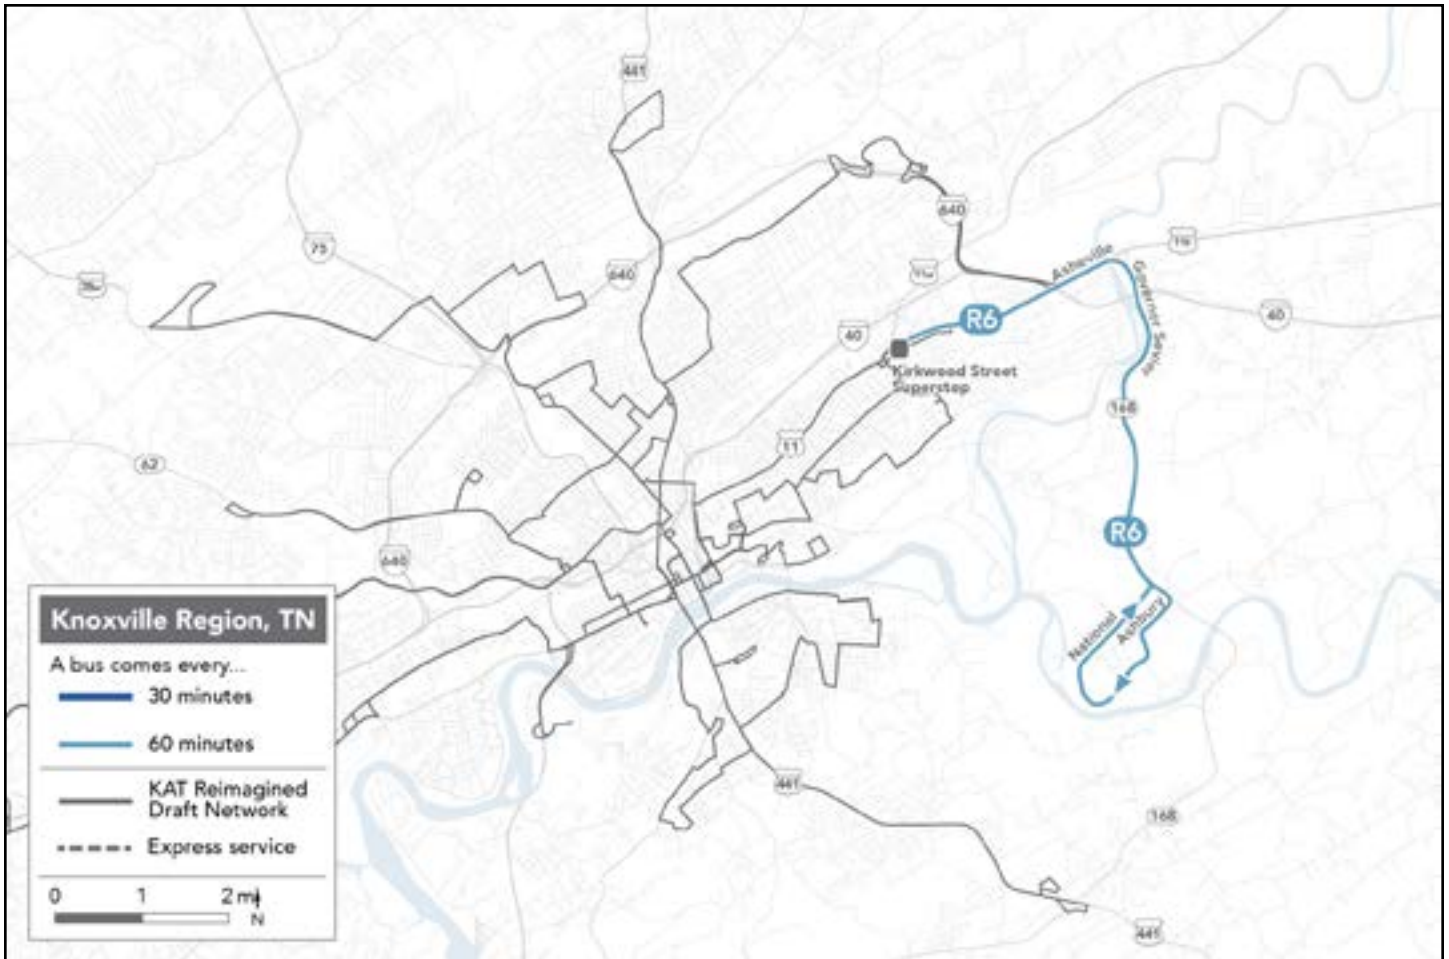 441
640
75
640
Asheville
Governor Sevier
40
R6
40
Kirkwood Street
Superstop
168
11
62
R6
640
National
Ashbury
Knoxville Region, TN
A bus comes every...
30 minutes
60 minutes
KAT Reimagined
Draft Network
Express service
0 1 2 mi
N
441
168
441